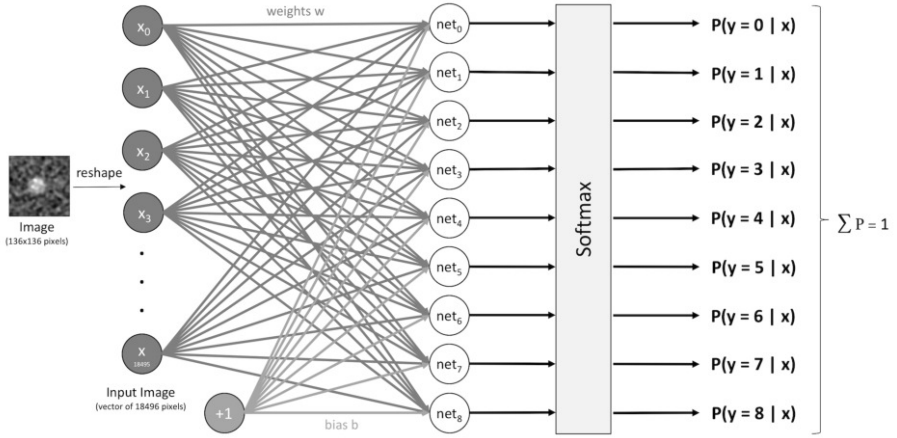 weights w
x₀
x₁
x₂
x₃
x
18495
reshape
Image
(136x136 pixels)
Input Image
(vector of 18496 pixels)
+1
bias b
net₀
net₁
net₂
net₃
net₄
net₅
net₆
net₇
net₈
Softmax
P(y = 0 | x)
P(y = 1 | x)
P(y = 2 | x)
P(y = 3 | x)
P(y = 4 | x)
P(y = 5 | x)
P(y = 6 | x)
P(y = 7 | x)
P(y = 8 | x)
∑ P = 1